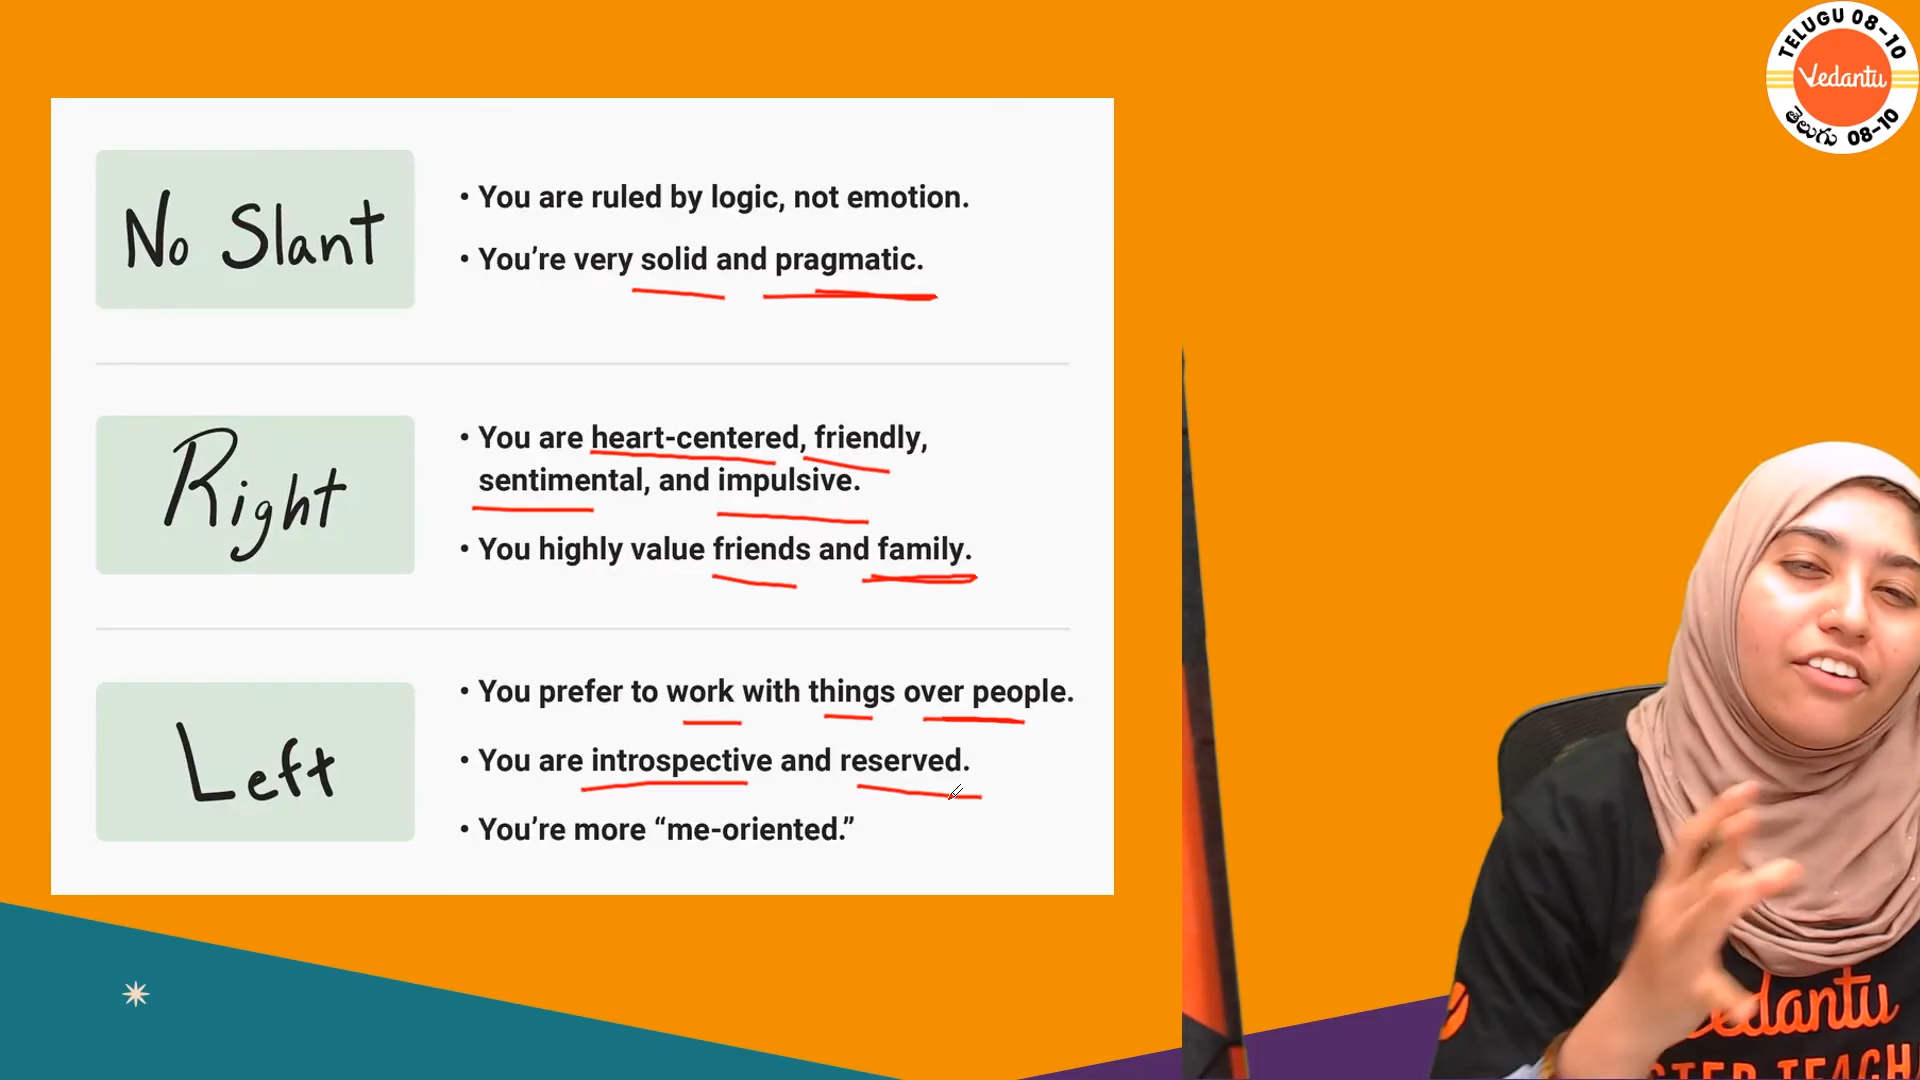 TELUGU 08-10
Vedantu
తెలుగు 08-10
No Slant
• You are ruled by logic, not emotion.
• You’re very solid and pragmatic.
Right
• You are heart-centered, friendly,
sentimental, and impulsive.
• You highly value friends and family.
Left
• You prefer to work with things over people.
• You are introspective and reserved.
• You’re more “me-oriented.”